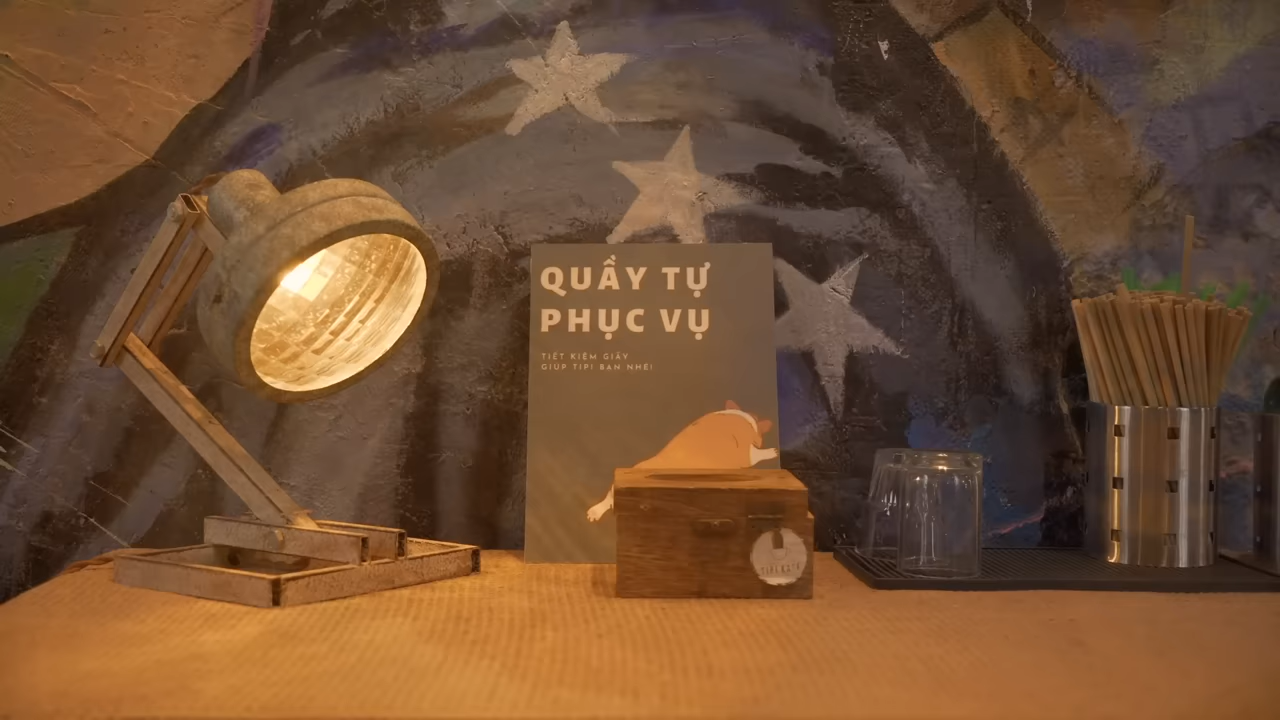 QUẦY TỰ
PHỤC VỤ
TIẾT KIỆM GIẤY
GIÚP TIPI BẠN NHÉ!